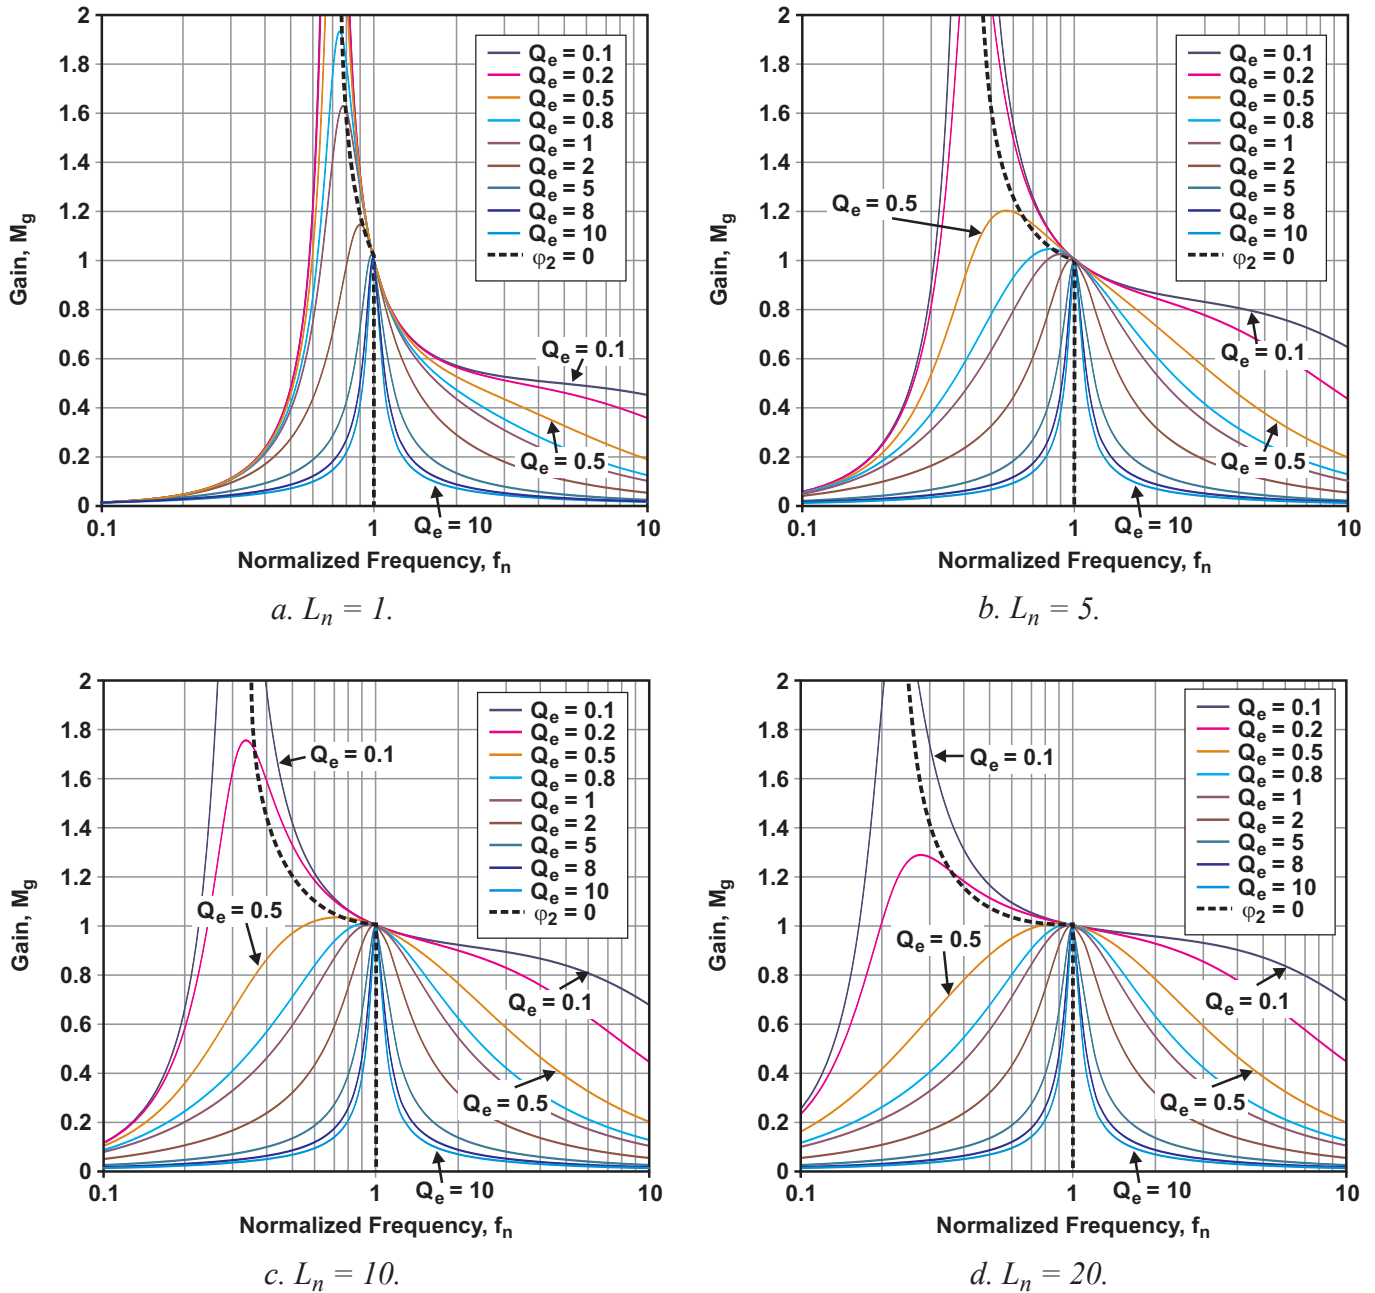 2
1.8
1.6
1.4
1.2
1
0.8
0.6
0.4
0.2
0
Gain, Mg
Qe = 0.1
Qe = 0.2
Qe = 0.5
Qe = 0.8
Qe = 1
Qe = 2
Qe = 5
Qe = 8
Qe = 10
φ2 = 0
Qe = 0.1
Qe = 0.5
Qe = 10
0.1 1 10
Normalized Frequency, fn
a. Ln = 1.
2
1.8
1.6
1.4
1.2
1
0.8
0.6
0.4
0.2
0
Gain, Mg
Qe = 0.1
Qe = 0.2
Qe = 0.5
Qe = 0.8
Qe = 1
Qe = 2
Qe = 5
Qe = 8
Qe = 10
φ2 = 0
Qe = 0.5
Qe = 0.1
Qe = 0.5
Qe = 10
0.1 1 10
Normalized Frequency, fn
b. Ln = 5.
2
1.8
1.6
1.4
1.2
1
0.8
0.6
0.4
0.2
0
Gain, Mg
Qe = 0.1
Qe = 0.2
Qe = 0.5
Qe = 0.8
Qe = 1
Qe = 2
Qe = 5
Qe = 8
Qe = 10
φ2 = 0
Qe = 0.1
Qe = 0.5
Qe = 0.1
Qe = 0.5
Qe = 10
0.1 1 10
Normalized Frequency, fn
c. Ln = 10.
2
1.8
1.6
1.4
1.2
1
0.8
0.6
0.4
0.2
0
Gain, Mg
Qe = 0.1
Qe = 0.2
Qe = 0.5
Qe = 0.8
Qe = 1
Qe = 2
Qe = 5
Qe = 8
Qe = 10
φ2 = 0
Qe = 0.1
Qe = 0.5
Qe = 0.1
Qe = 0.5
Qe = 10
0.1 1 10
Normalized Frequency, fn
d. Ln = 20.